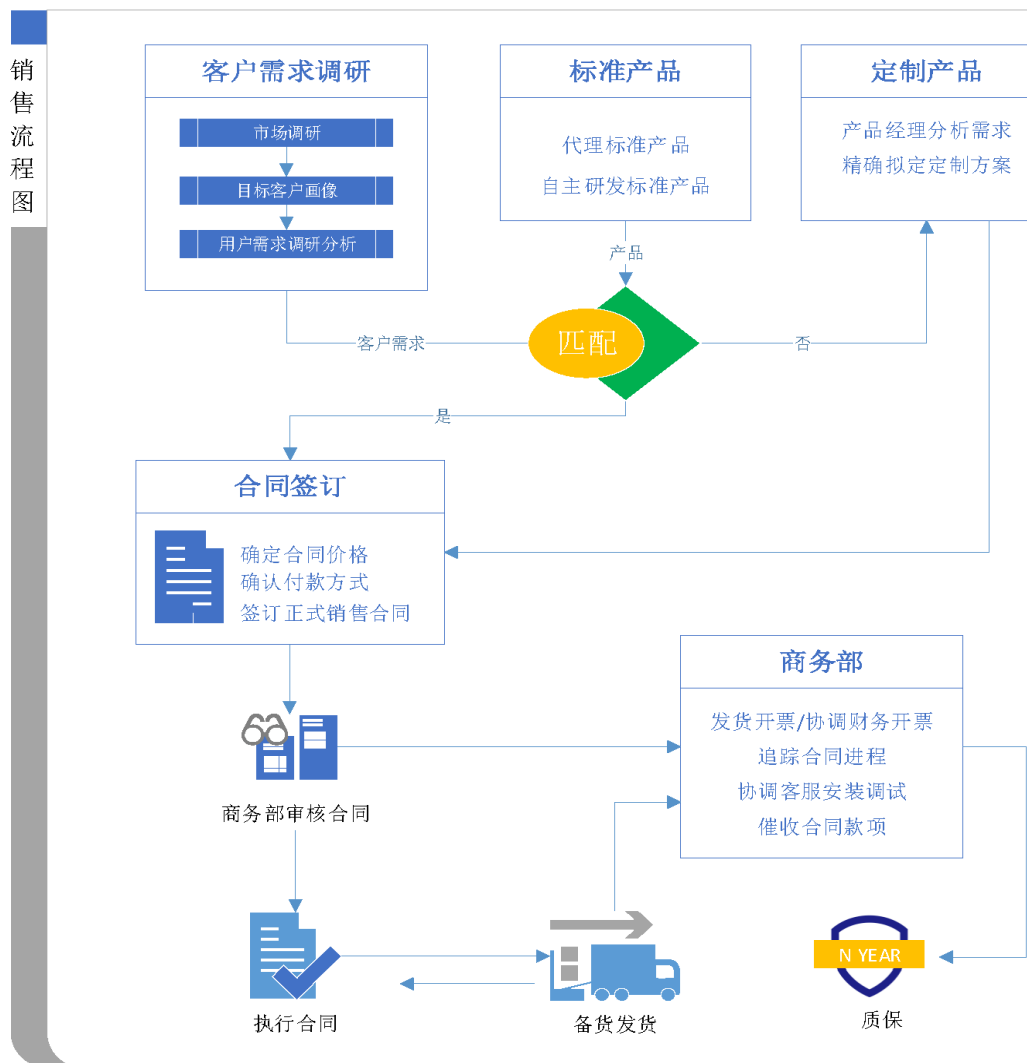 销售流程图
客户需求调研
市场调研
目标客户画像
用户需求调研分析
标准产品
代理标准产品
自主研发标准产品
定制产品
产品经理分析需求
精确拟定定制方案
产品
客户需求
匹配
否
是
合同签订
确定合同价格
确认付款方式
签订正式销售合同
商务部
发货开票/协调财务开票
追踪合同进程
协调客服安装调试
催收合同款项
商务部审核合同
执行合同
备货发货
N YEAR
质保